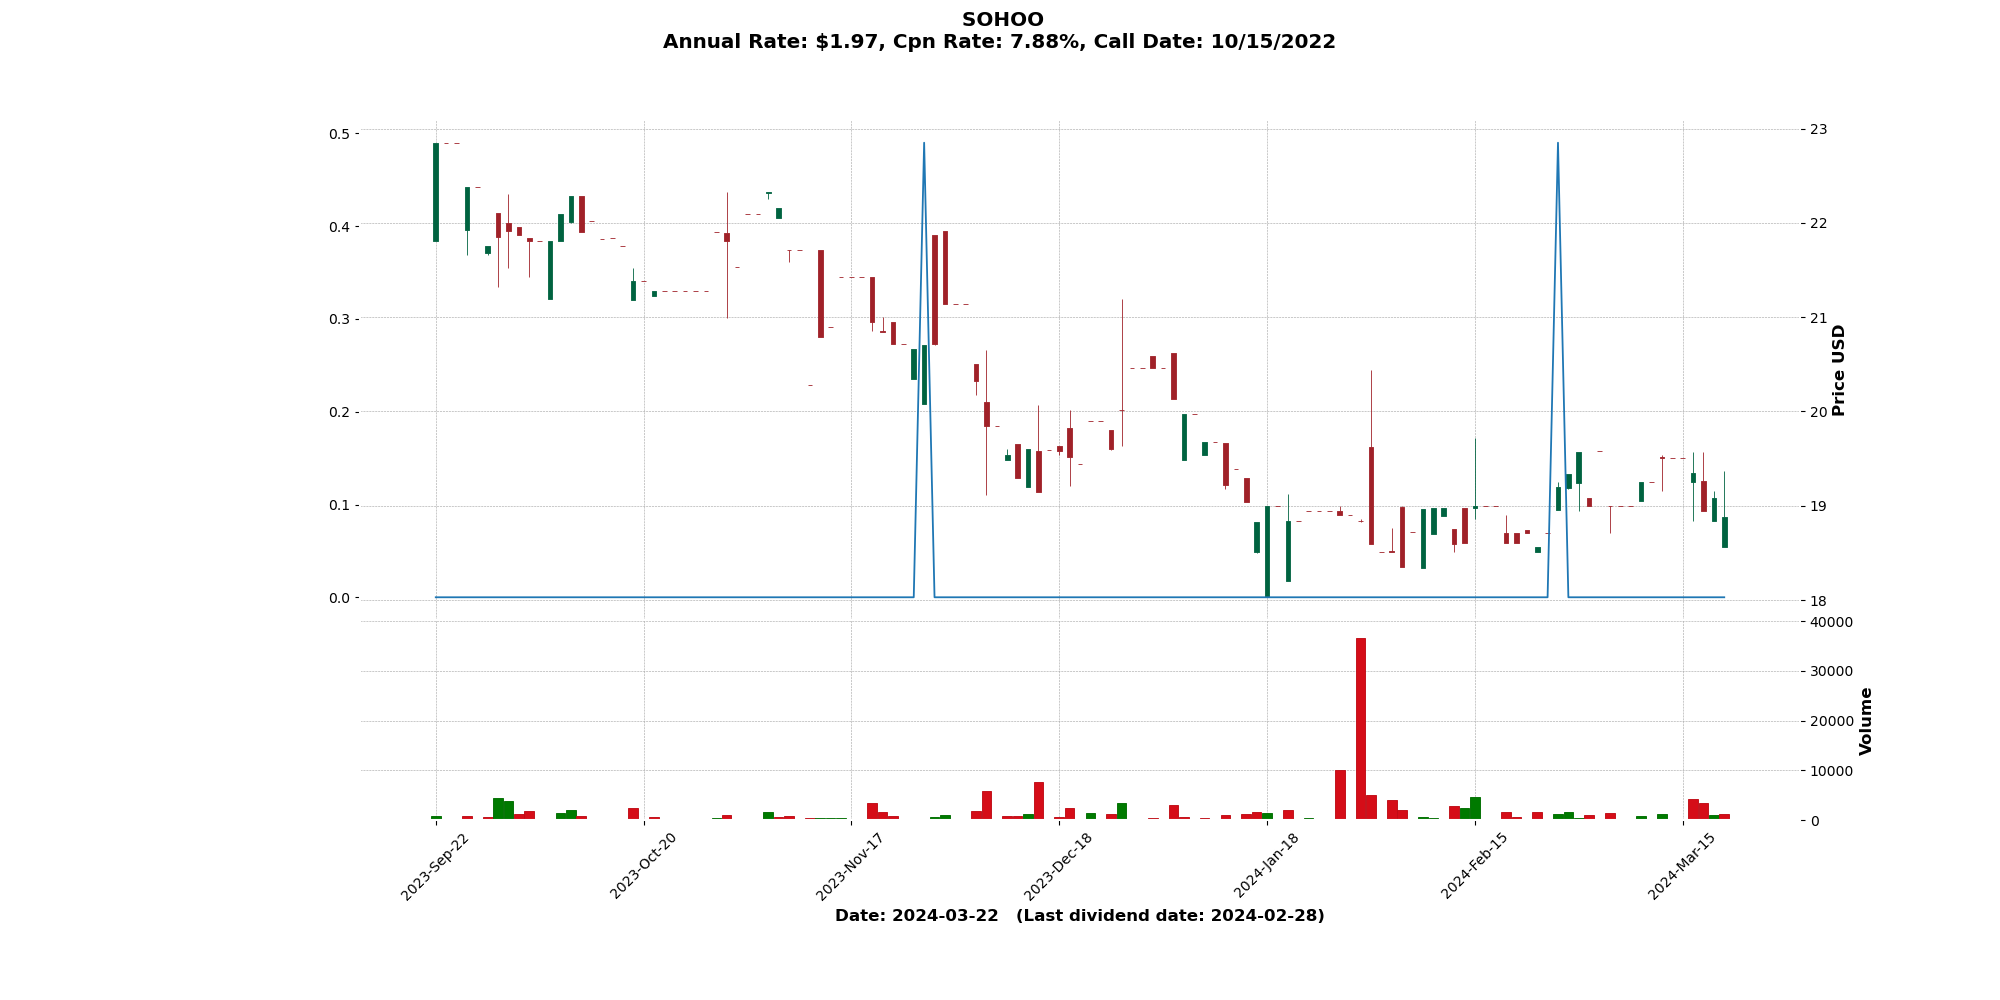 SOHOO
Annual Rate: $1.97, Cpn Rate: 7.88%, Call Date: 10/15/2022
0.5
0.4
0.3
0.2
0.1
0.0
23
22
21
20
19
18
Price USD
40000
30000
20000
10000
0
Volume
2023-Sep-22
2023-Oct-20
2023-Nov-17
2023-Dec-18
2024-Jan-18
2024-Feb-15
2024-Mar-15
Date: 2024-03-22   (Last dividend date: 2024-02-28)